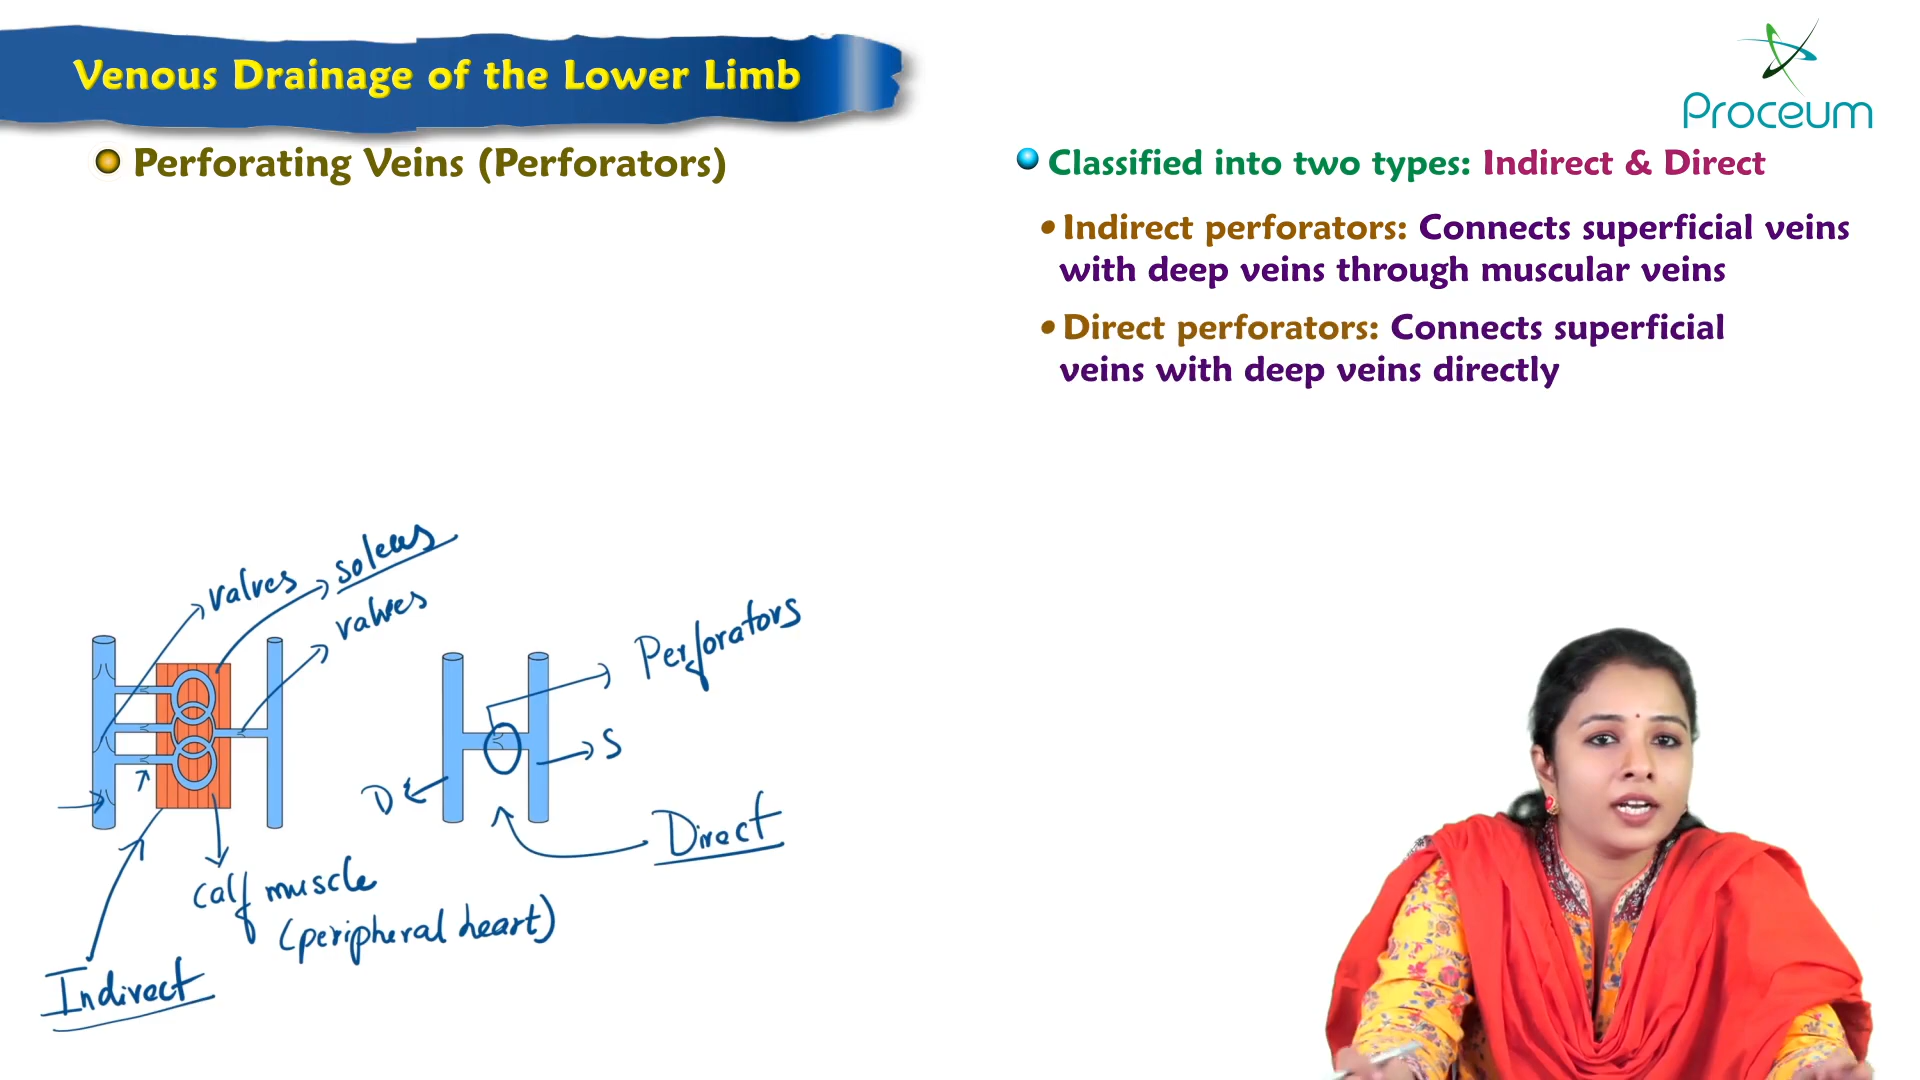 Venous Drainage of the Lower Limb
Proceum
Perforating Veins (Perforators)
Classified into two types: Indirect & Direct
•Indirect perforators: Connects superficial veins
with deep veins through muscular veins
•Direct perforators: Connects superficial
veins with deep veins directly
soleus
valves
valves
Perforators
S
D
Direct
calf muscle
(peripheral heart)
Indirect